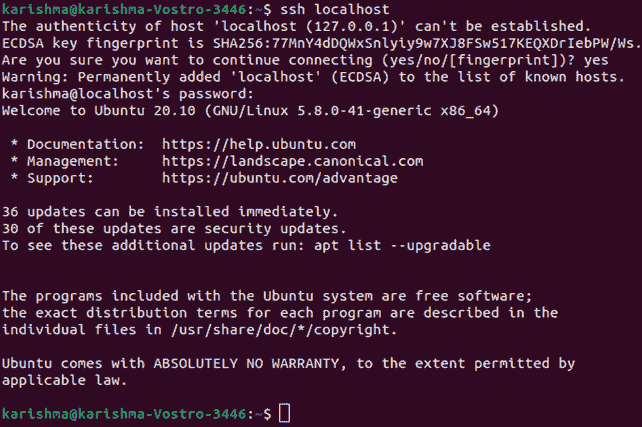 karishma@karishma-Vostro-3446:~$ ssh localhost
The authenticity of host 'localhost (127.0.0.1)' can't be established.
ECDSA key fingerprint is SHA256:77MnY4dDQWxSnlyiy9w7XJ8FSw517KEQXDrIebPW/Ws.
Are you sure you want to continue connecting (yes/no/[fingerprint])? yes
Warning: Permanently added 'localhost' (ECDSA) to the list of known hosts.
karishma@localhost's password:
Welcome to Ubuntu 20.10 (GNU/Linux 5.8.0-41-generic x86_64)
* Documentation:  https://help.ubuntu.com
* Management:     https://landscape.canonical.com
* Support:        https://ubuntu.com/advantage
36 updates can be installed immediately.
30 of these updates are security updates.
To see these additional updates run: apt list --upgradable
The programs included with the Ubuntu system are free software;
the exact distribution terms for each program are described in the
individual files in /usr/share/doc/*/copyright.
Ubuntu comes with ABSOLUTELY NO WARRANTY, to the extent permitted by
applicable law.
karishma@karishma-Vostro-3446:~$